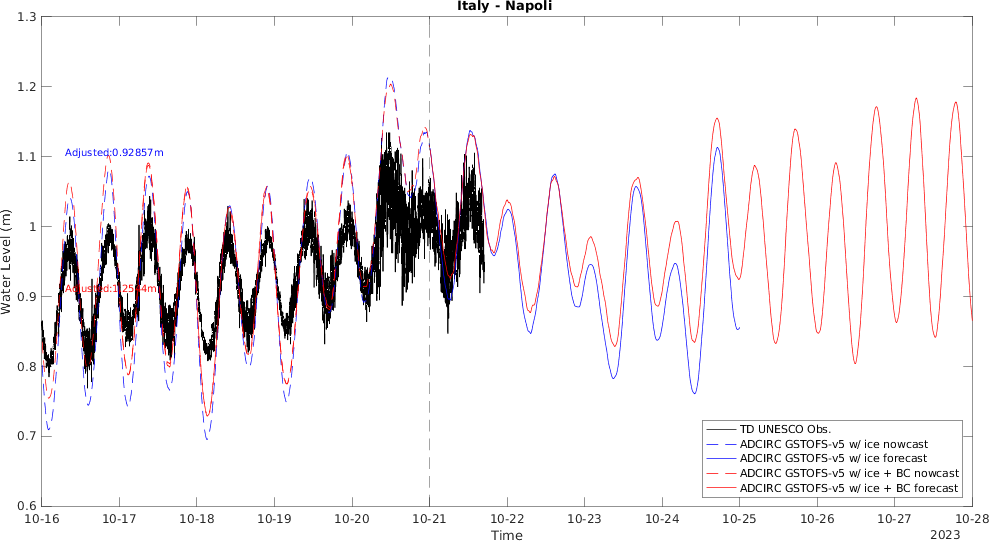 Italy - Napoli
1.3
1.2
1.1
1
0.9
0.8
0.7
0.6
Water Level (m)
Adjusted:0.92857m
10-16
10-17
10-18
10-19
10-20
10-21
10-22
10-23
10-24
10-25
10-26
10-27
10-28
Time
2023
TD UNESCO Obs.
ADCIRC GSTOFS-v5 w/ ice nowcast
ADCIRC GSTOFS-v5 w/ ice forecast
ADCIRC GSTOFS-v5 w/ ice + BC nowcast
ADCIRC GSTOFS-v5 w/ ice + BC forecast